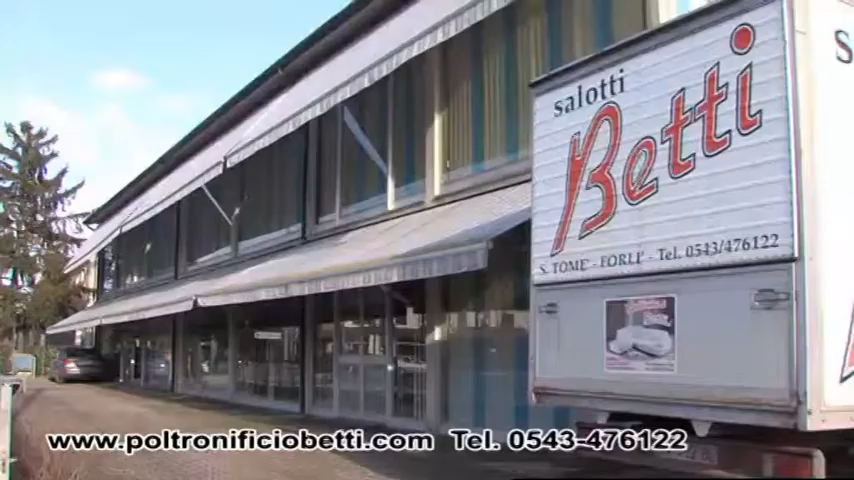 salotti
Betti
S. TOME' - FORLI' - Tel. 0543/476122
www.poltronificiobetti.com Tel. 0543-476122